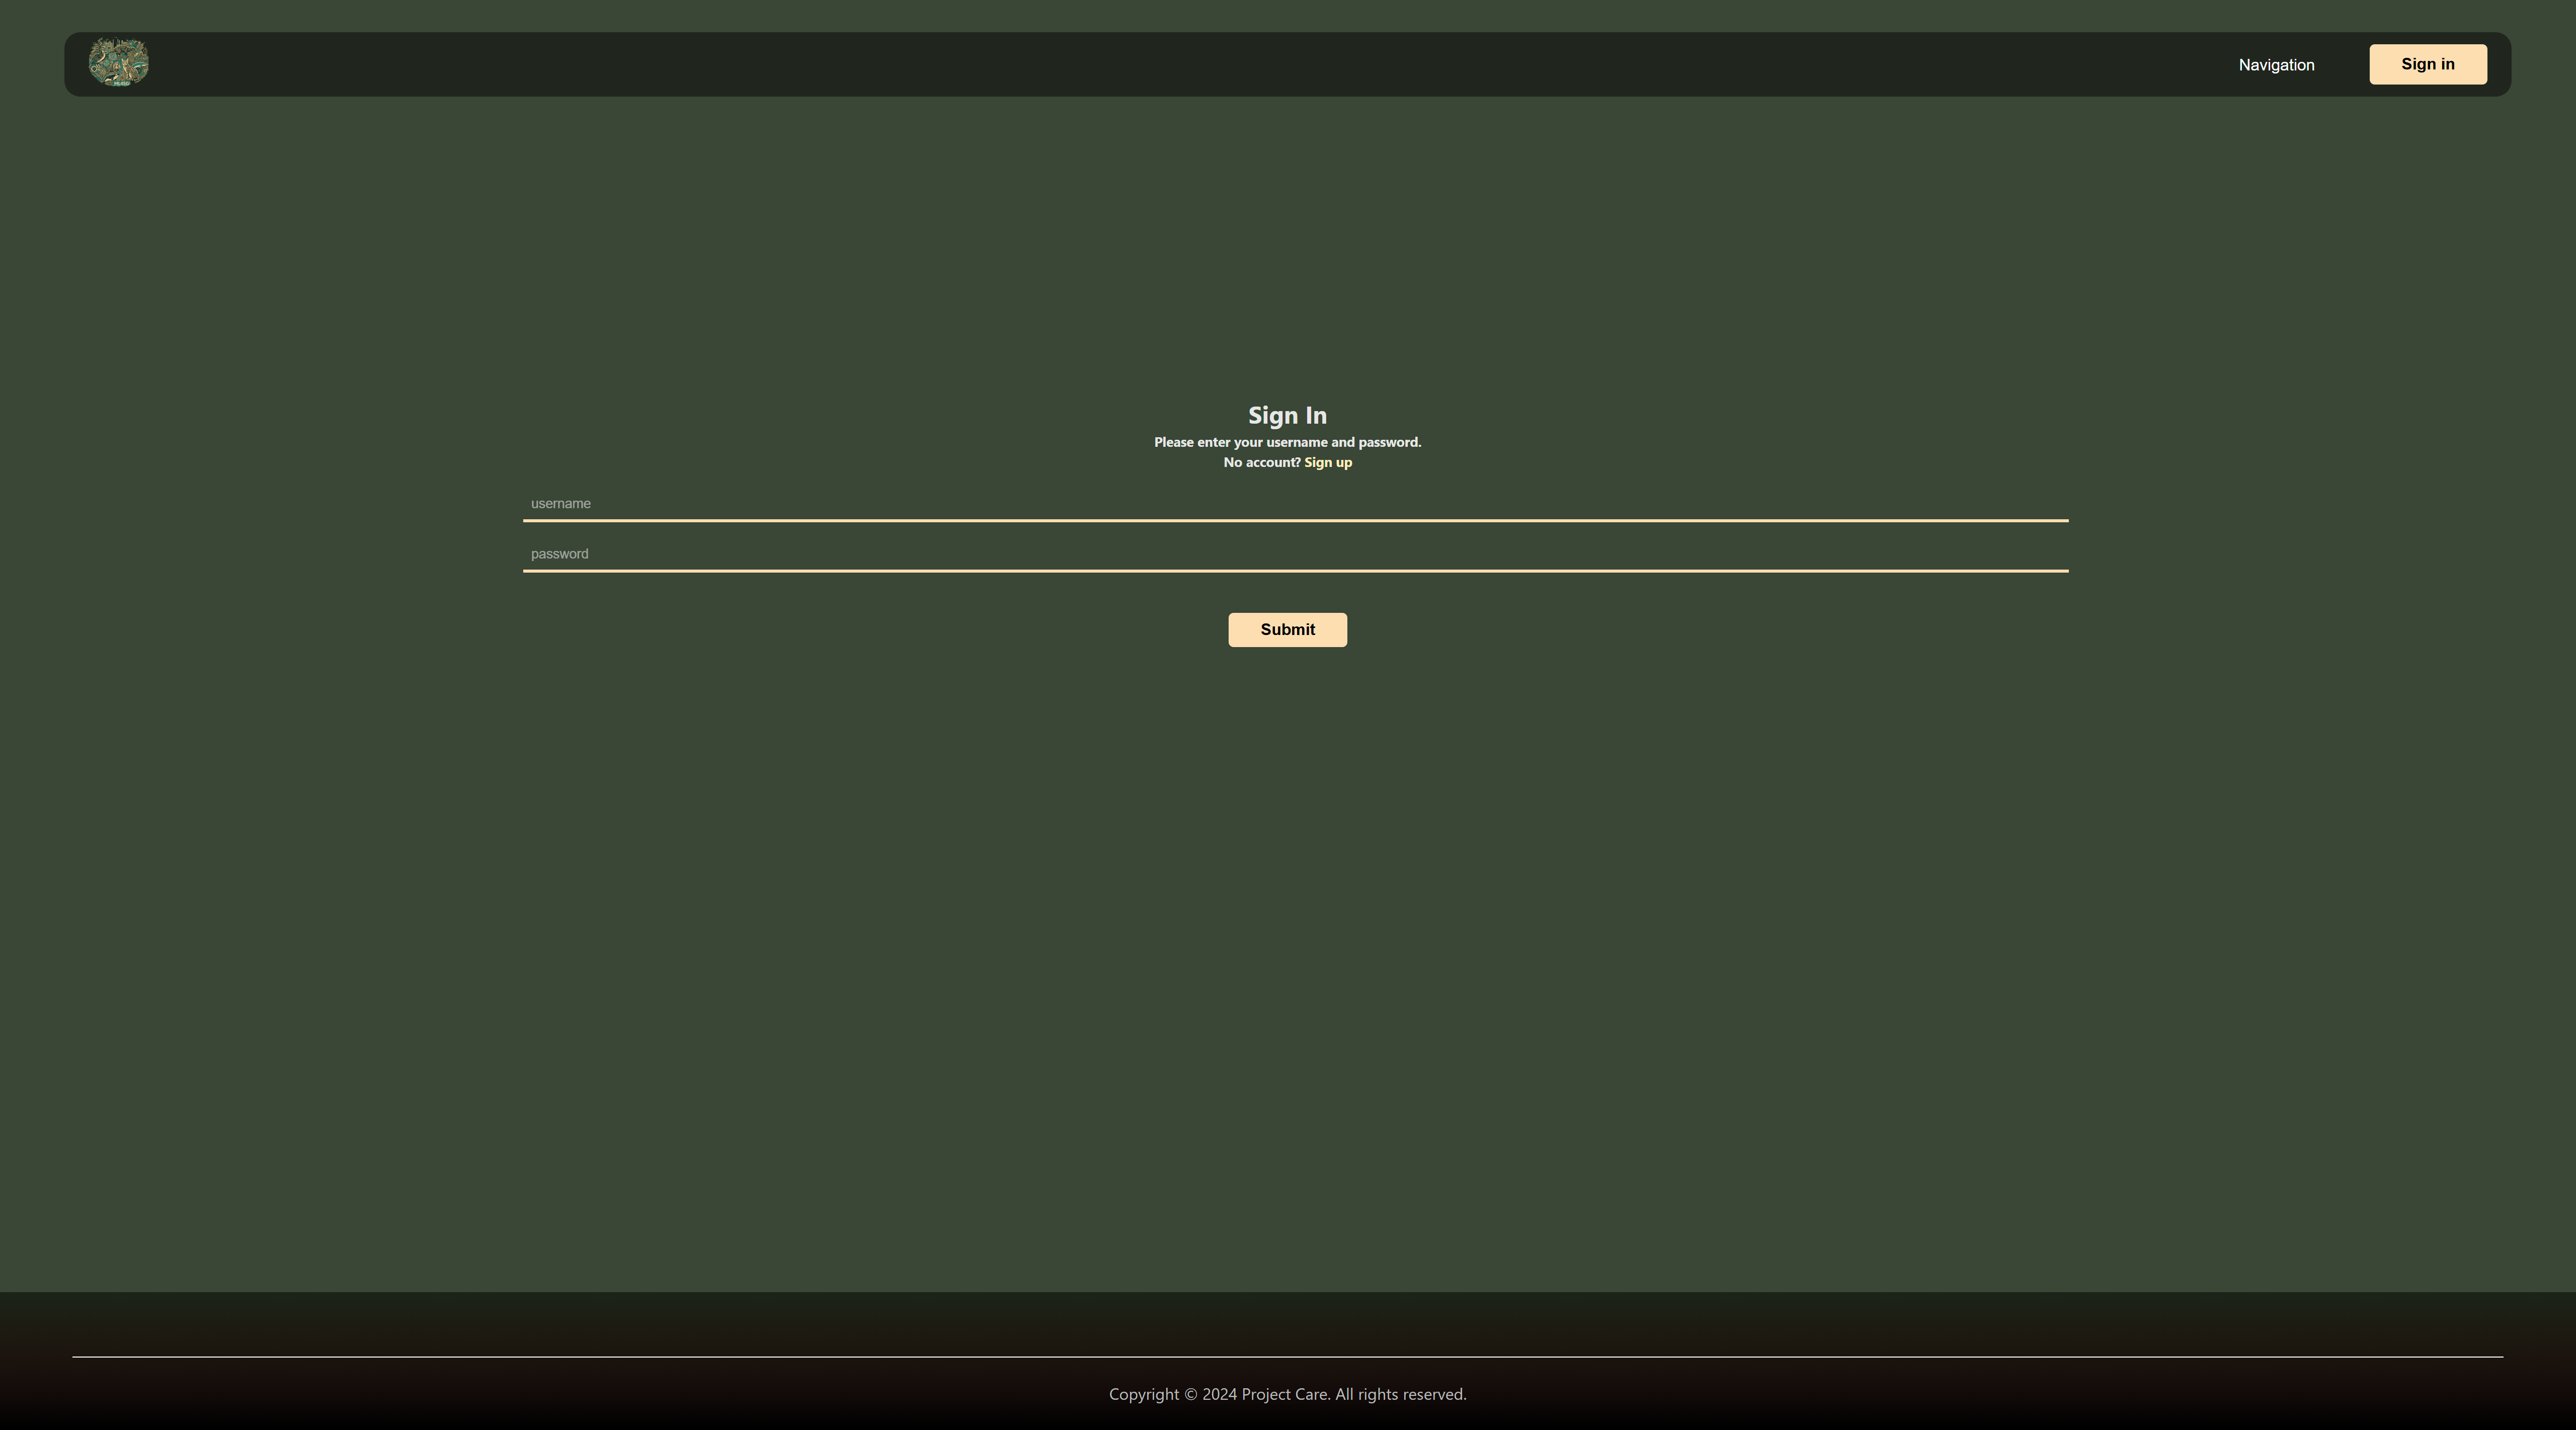 Navigation
Sign in
Sign In
Please enter your username and password.
No account? Sign up
username
password
Submit
Copyright © 2024 Project Care. All rights reserved.